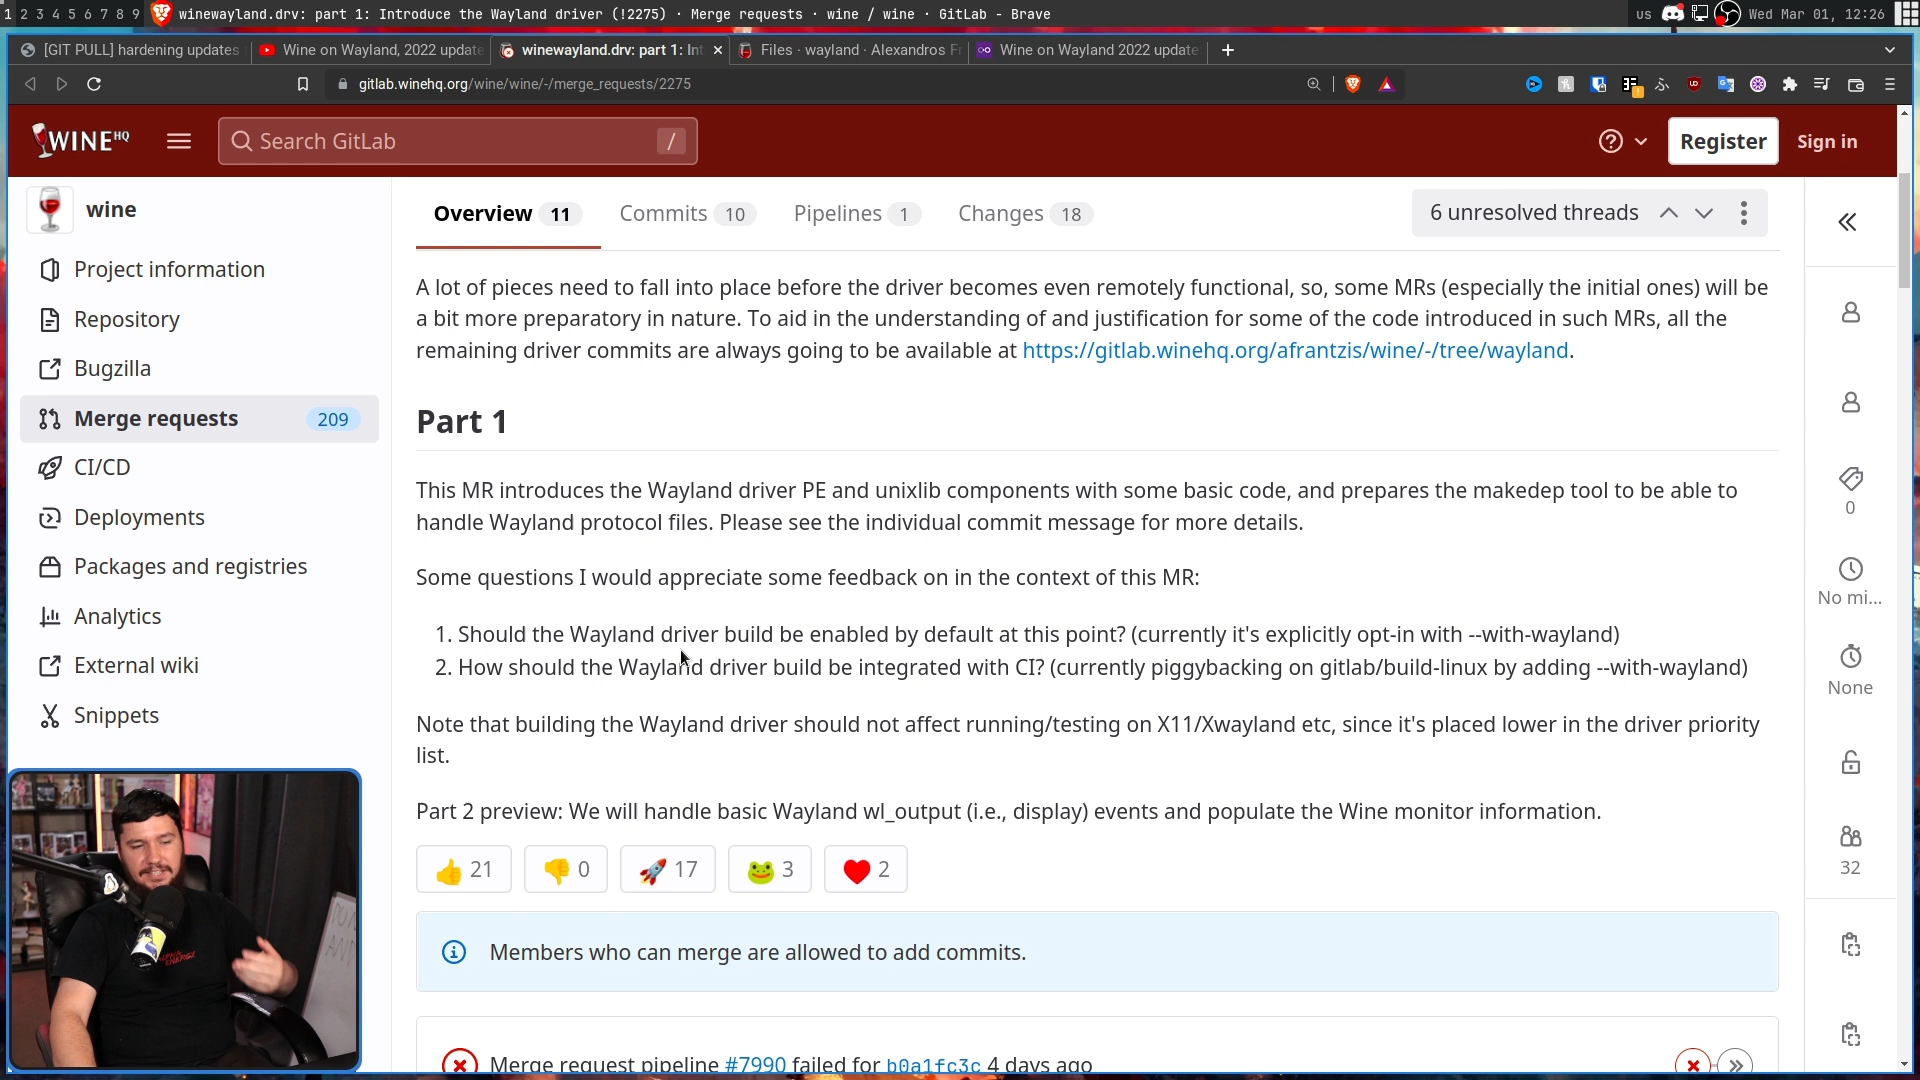 1 2 3 4 5 6 7 8 9 winewayland.drv: part 1: Introduce the Wayland driver (!2275) · Merge requests · wine / wine · GitLab - Brave us Wed Mar 01, 12:26
[GIT PULL] hardening updates Wine on Wayland, 2022 update winewayland.drv: part 1: Int Files · wayland · Alexandros Fr Wine on Wayland 2022 update
gitlab.winehq.org/wine/wine/-/merge_requests/2275
WINE HQ Search GitLab / Register Sign in
wine
Project information
Repository
Bugzilla
Merge requests 209
CI/CD
Deployments
Packages and registries
Analytics
External wiki
Snippets
Overview 11 Commits 10 Pipelines 1 Changes 18 6 unresolved threads
A lot of pieces need to fall into place before the driver becomes even remotely functional, so, some MRs (especially the initial ones) will be
a bit more preparatory in nature. To aid in the understanding of and justification for some of the code introduced in such MRs, all the
remaining driver commits are always going to be available at https://gitlab.winehq.org/afrantzis/wine/-/tree/wayland.
Part 1
This MR introduces the Wayland driver PE and unixlib components with some basic code, and prepares the makedep tool to be able to
handle Wayland protocol files. Please see the individual commit message for more details.
Some questions I would appreciate some feedback on in the context of this MR:
1. Should the Wayland driver build be enabled by default at this point? (currently it's explicitly opt-in with --with-wayland)
2. How should the Wayland driver build be integrated with CI? (currently piggybacking on gitlab/build-linux by adding --with-wayland)
Note that building the Wayland driver should not affect running/testing on X11/Xwayland etc, since it's placed lower in the driver priority
list.
Part 2 preview: We will handle basic Wayland wl_output (i.e., display) events and populate the Wine monitor information.
21 0 17 3 2
Members who can merge are allowed to add commits.
Merge request pipeline #7990 failed for b0a1fc3c 4 days ago
0
No mi...
None
32